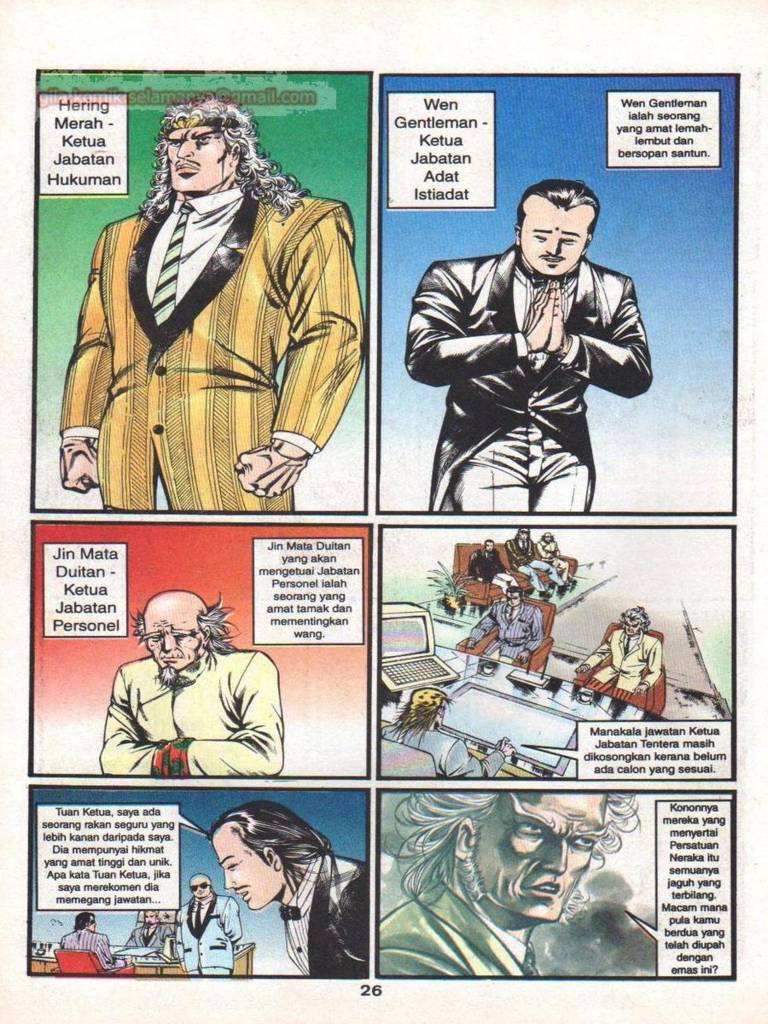 gilakomikselamanya@gmail.com
Hering
Merah -
Ketua
Jabatan
Hukuman
Wen
Gentleman -
Ketua
Jabatan
Adat
Istiadat
Wen Gentleman
ialah seorang
yang amat lemah-
lembut dan
bersopan santun.
Jin Mata
Duitan -
Ketua
Jabatan
Personel
Jin Mata Duitan
yang akan
mengetuai Jabatan
Personel ialah
seorang yang
amat tamak dan
mementingkan
wang.
Manakala jawatan Ketua
Jabatan Tentera masih
dikosongkan kerana belum
ada calon yang sesuai.
Tuan Ketua, saya ada
seorang rakan seguru yang
lebih kanan daripada saya.
Dia mempunyai hikmat
yang amat tinggi dan unik.
Apa kata Tuan Ketua, jika
saya merekomen dia
memegang jawatan...
Kononnya
mereka yang
menyertai
Persatuan
Neraka itu
semuanya
jaguh yang
terbilang.
Macam mana
pula kamu
berdua yang
telah diupah
dengan
emas ini?
26